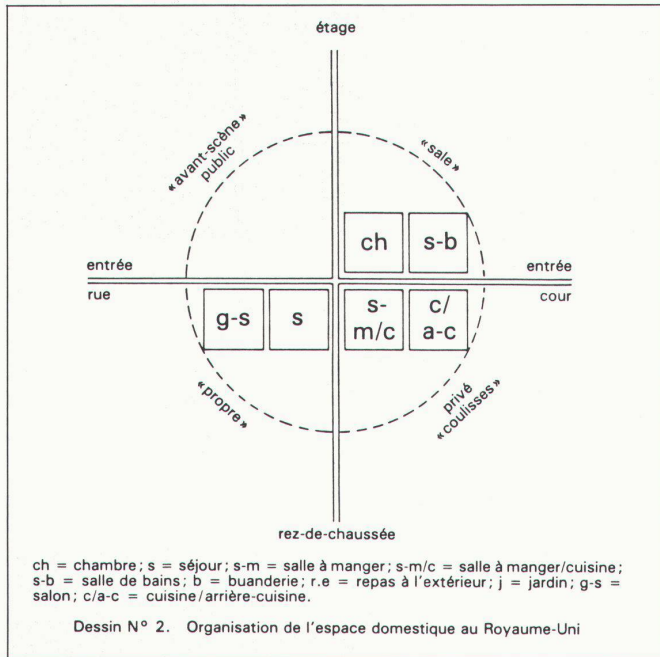 étage
«avant-scène»
public
«sale»
ch
s-b
entrée
entrée
rue
cour
g-s
s
s-
m/c
c/
a-c
«propre»
privé
«coulisses»
rez-de-chaussée
ch = chambre; s = séjour; s-m = salle à manger; s-m/c = salle à manger/cuisine;
s-b = salle de bains; b = buanderie; r.e = repas à l'extérieur; j = jardin; g-s =
salon; c/a-c = cuisine/arrière-cuisine.
Dessin N° 2. Organisation de l'espace domestique au Royaume-Uni